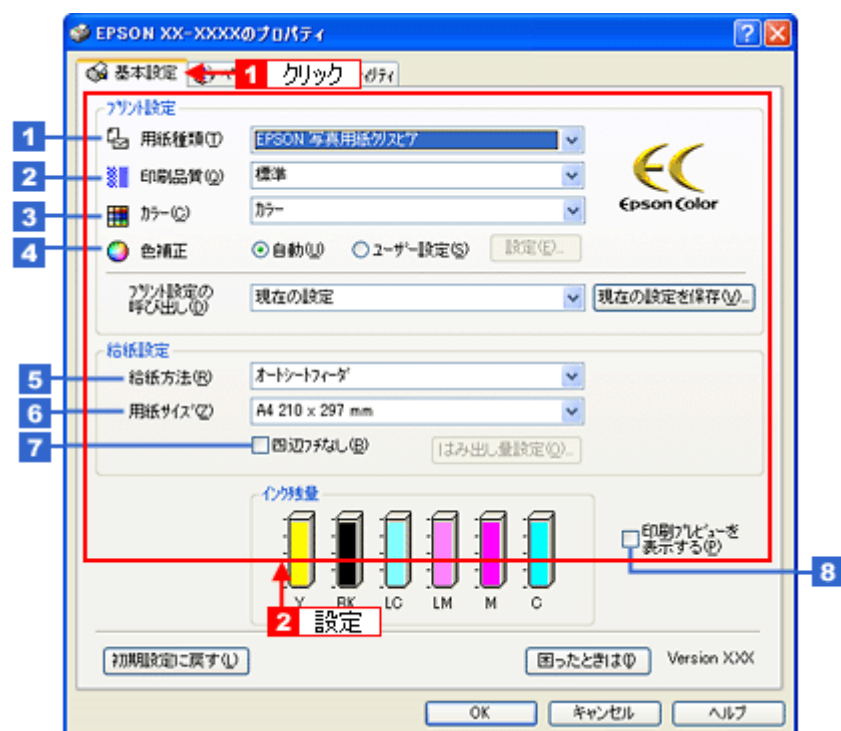 EPSON XX-XXXXのプロパティ
基本設定
1 クリック
ィリティ
プリント設定
1 用紙種類(T) EPSON 写真用紙クリスピア
2 印刷品質(Q) 標準
3 カラー(C) カラー
4 色補正 自動(U) ユーザー設定(S) 設定(E)...
Epson Color
プリント設定の
呼び出し(D) 現在の設定 現在の設定を保存(V)...
給紙設定
5 給紙方法(R) オートシートフィーダ
6 用紙サイズ(Z) A4 210 x 297 mm
7 四辺フチなし(B) はみ出し量設定(O)...
インク残量
Y BK LC LM M C
印刷プレビューを
表示する(P)
8
2 設定
初期設定に戻す(L) 困ったときは(I) Version XXX
OK キャンセル ヘルプ